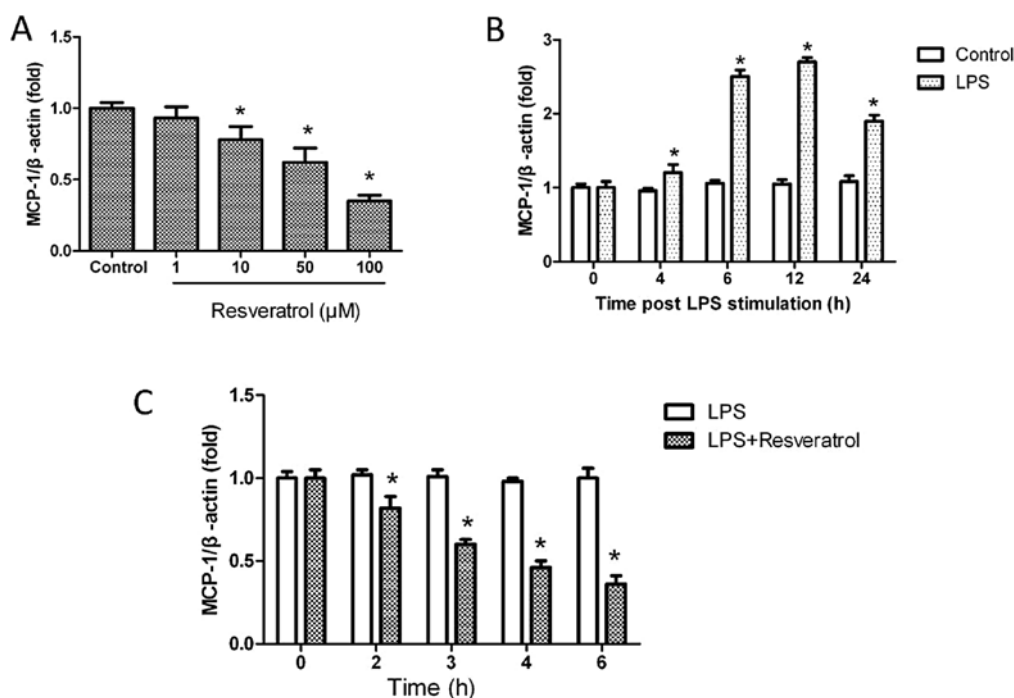 A
MCP-1/β -actin (fold)
1.5
1.0
0.5
0.0
* * *
Control 1 10 50 100
Resveratrol (μM)
B
MCP-1/β -actin (fold)
3
2
1
0
* * * *
0 4 6 12 24
Time post LPS stimulation (h)
Control
LPS
C
MCP-1/β -actin (fold)
1.5
1.0
0.5
0.0
* * * *
0 2 3 4 6
Time (h)
LPS
LPS+Resveratrol